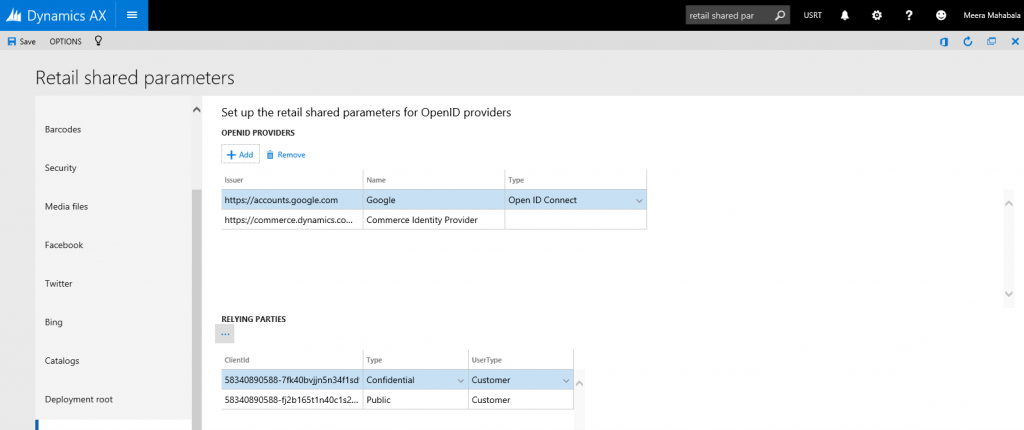 Dynamics AX
retail shared par
USRT
Meera Mahabala
Save
OPTIONS
Retail shared parameters
Barcodes
Security
Media files
Facebook
Twitter
Bing
Catalogs
Deployment root
Set up the retail shared parameters for OpenID providers
OPENID PROVIDERS
+ Add
Remove
Issuer Name Type
https://accounts.google.com Google Open ID Connect
https://commerce.dynamics.co... Commerce Identity Provider
RELYING PARTIES
...
ClientId Type UserType
58340890588-7fk40bvjjn5n34f1sd Confidential Customer
58340890588-fj2b165t1n40c1s2... Public Customer